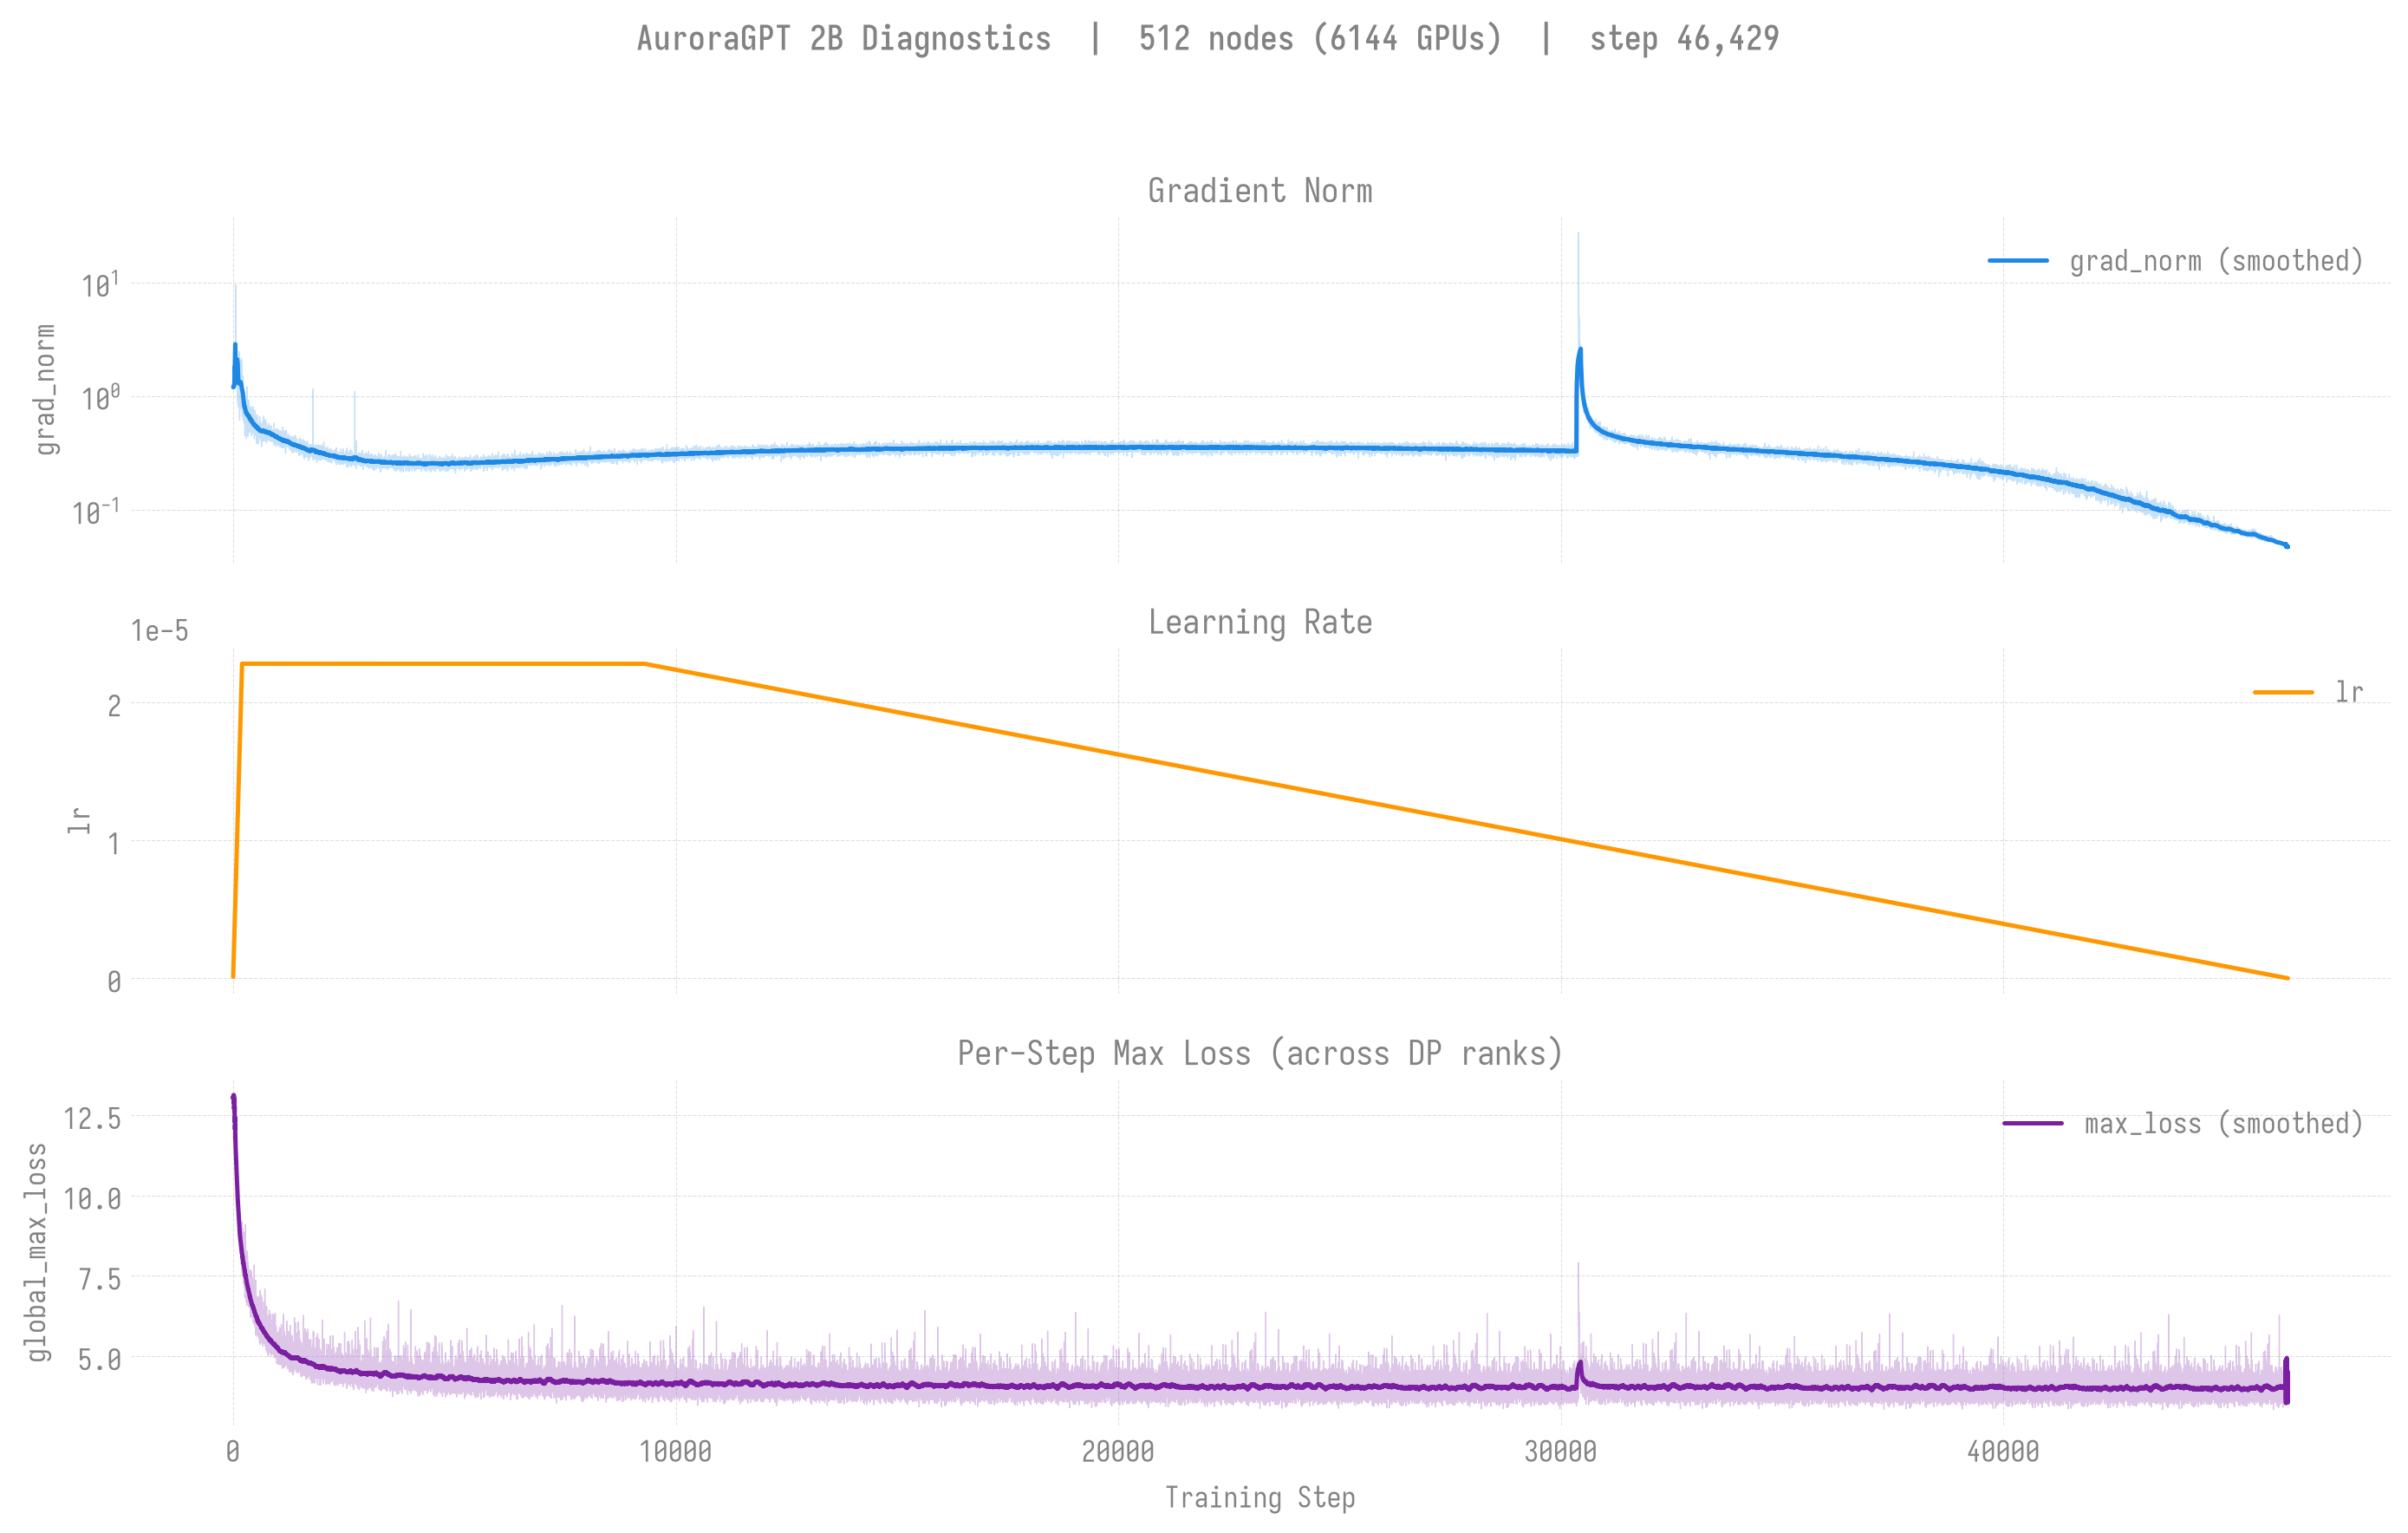 AuroraGPT 2B Diagnostics | 512 nodes (6144 GPUs) | step 46,429
Gradient Norm
grad_norm
10¹
10⁰
10⁻¹
grad_norm (smoothed)
Learning Rate
1e-5
lr
2
1
0
lr
Per-Step Max Loss (across DP ranks)
global_max_loss
12.5
10.0
7.5
5.0
max_loss (smoothed)
0 10000 20000 30000 40000
Training Step